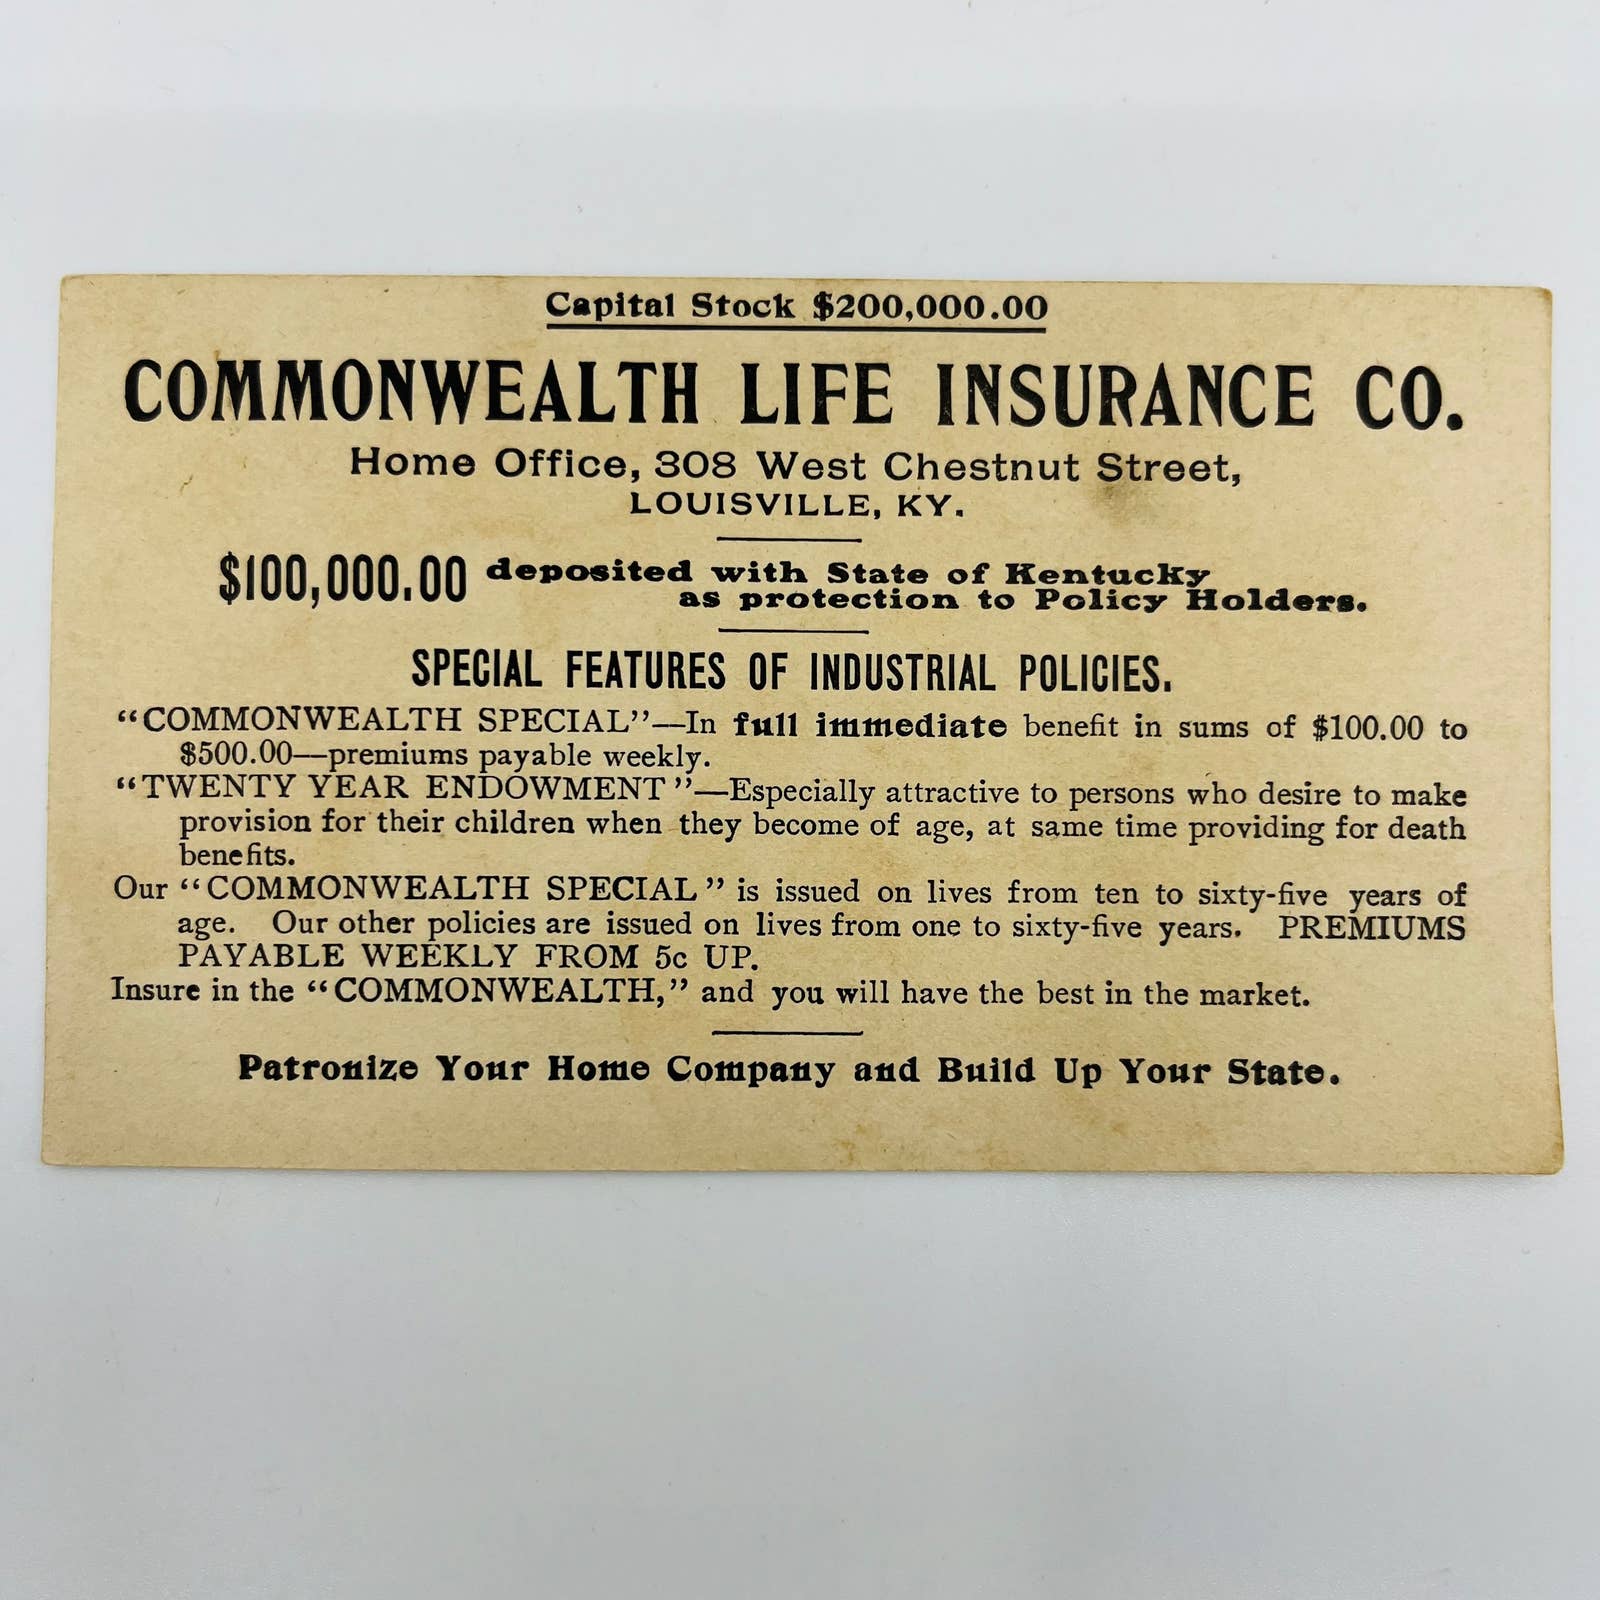 Capital Stock $200,000.00
COMMONWEALTH LIFE INSURANCE CO.
Home Office, 308 West Chestnut Street,
LOUISVILLE, KY.
$100,000.00 deposited with State of Kentucky
as protection to Policy Holders.
SPECIAL FEATURES OF INDUSTRIAL POLICIES.
“COMMONWEALTH SPECIAL”—In full immediate benefit in sums of $100.00 to
$500.00—premiums payable weekly.
“TWENTY YEAR ENDOWMENT”—Especially attractive to persons who desire to make
provision for their children when they become of age, at same time providing for death
benefits.
Our “COMMONWEALTH SPECIAL” is issued on lives from ten to sixty-five years of
age. Our other policies are issued on lives from one to sixty-five years. PREMIUMS
PAYABLE WEEKLY FROM 5c UP.
Insure in the “COMMONWEALTH,” and you will have the best in the market.
Patronize Your Home Company and Build Up Your State.